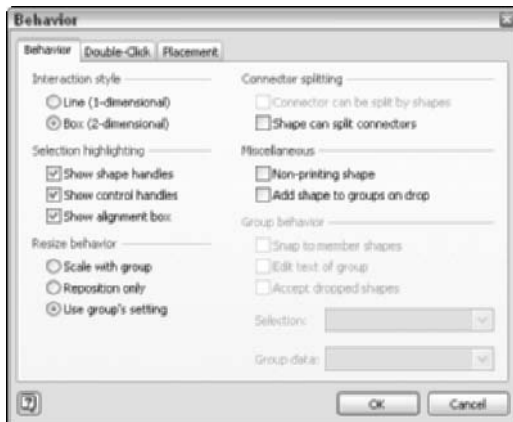 Behavior
Behavior Double-Click Placement
Interaction style
Line (1-dimensional)
Box (2-dimensional)
Selection highlighting
Show shape handles
Show control handles
Show alignment box
Resize behavior
Scale with group
Reposition only
Use group's setting
Connector splitting
Connector can be split by shapes
Shape can split connectors
Miscellaneous
Non-printing shape
Add shape to groups on drop
Group behavior
Snap to member shapes
Edit text of group
Accept dropped shapes
Selection:
Group data:
?
OK Cancel